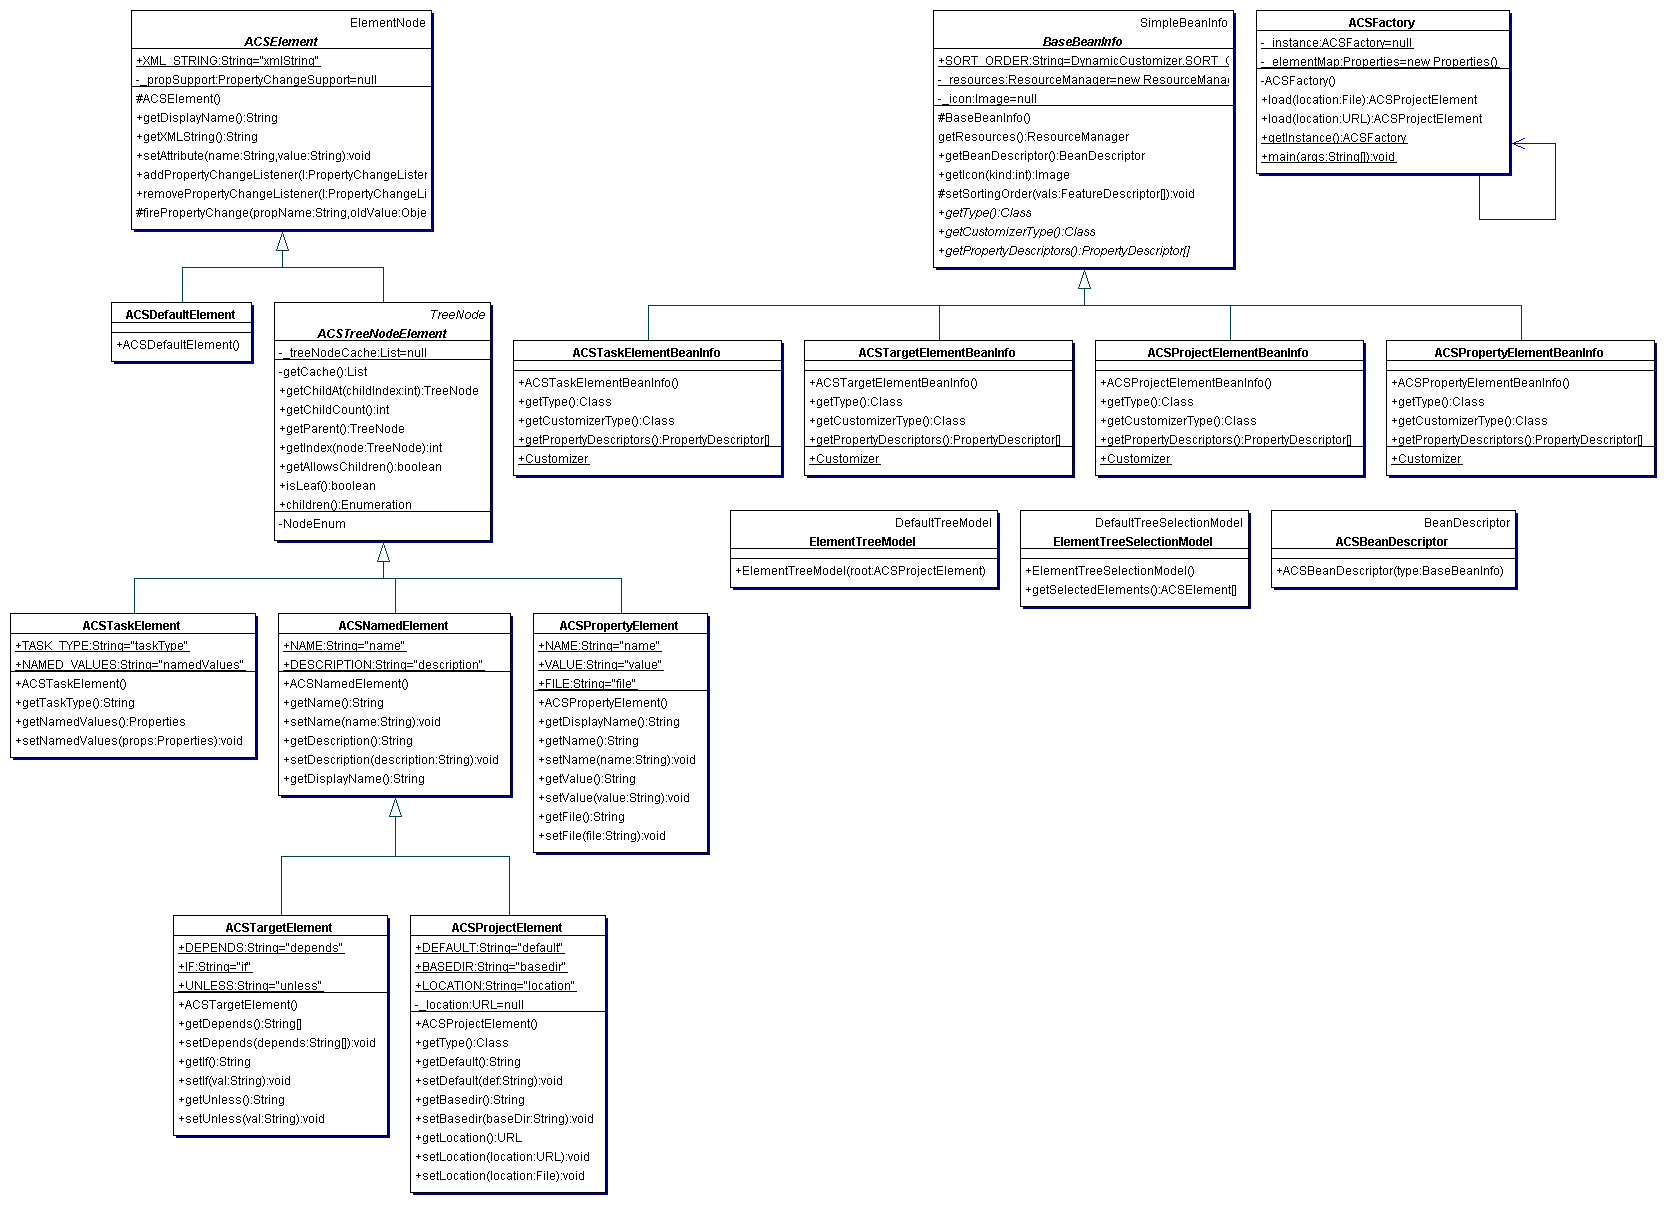 ElementNode
ACSElement
+XML_STRING:String="xmlString"
-_propSupport:PropertyChangeSupport=null
#ACSElement()
+getDisplayName():String
+getXMLString():String
+setAttribute(name:String,value:String):void
+addPropertyChangeListener(l:PropertyChangeLister
+removePropertyChangeListener(l:PropertyChangeLi
#firePropertyChange(propName:String,oldValue:Obje
SimpleBeanInfo
BaseBeanInfo
+SORT_ORDER:String=DynamicCustomizer.SORT_O
-_resources:ResourceManager=new ResourceManag
-_icon:Image=null
#BaseBeanInfo()
getResources():ResourceManager
+getBeanDescriptor():BeanDescriptor
+getIcon(kind:int):Image
#setSortingOrder(vals:FeatureDescriptor[]):void
+getType():Class
+getCustomizerType():Class
+getPropertyDescriptors():PropertyDescriptor[]
ACSFactory
-_instance:ACSFactory=null
-_elementMap:Properties=new Properties()
-ACSFactory()
+load(location:File):ACSProjectElement
+load(location:URL):ACSProjectElement
+getInstance():ACSFactory
+main(args:String[]):void
ACSDefaultElement
+ACSDefaultElement()
TreeNode
ACSTreeNodeElement
-_treeNodeCache:List=null
-getCache():List
+getChildAt(childIndex:int):TreeNode
+getChildCount():int
+getParent():TreeNode
+getIndex(node:TreeNode):int
+getAllowsChildren():boolean
+isLeaf():boolean
+children():Enumeration
-NodeEnum
ACSTaskElementBeanInfo
+ACSTaskElementBeanInfo()
+getType():Class
+getCustomizerType():Class
+getPropertyDescriptors():PropertyDescriptor[]
+Customizer
ACSTargetElementBeanInfo
+ACSTargetElementBeanInfo()
+getType():Class
+getCustomizerType():Class
+getPropertyDescriptors():PropertyDescriptor[]
+Customizer
ACSProjectElementBeanInfo
+ACSProjectElementBeanInfo()
+getType():Class
+getCustomizerType():Class
+getPropertyDescriptors():PropertyDescriptor[]
+Customizer
ACSPropertyElementBeanInfo
+ACSPropertyElementBeanInfo()
+getType():Class
+getCustomizerType():Class
+getPropertyDescriptors():PropertyDescriptor[]
+Customizer
DefaultTreeModel
ElementTreeModel
+ElementTreeModel(root:ACSProjectElement)
DefaultTreeSelectionModel
ElementTreeSelectionModel
+ElementTreeSelectionModel()
+getSelectedElements():ACSElement[]
BeanDescriptor
ACSBeanDescriptor
+ACSBeanDescriptor(type:BaseBeanInfo)
ACSTaskElement
+TASK_TYPE:String="taskType"
+NAMED_VALUES:String="namedValues"
+ACSTaskElement()
+getTaskType():String
+getNamedValues():Properties
+setNamedValues(props:Properties):void
ACSNamedElement
+NAME:String="name"
+DESCRIPTION:String="description"
+ACSNamedElement()
+getName():String
+setName(name:String):void
+getDescription():String
+setDescription(description:String):void
+getDisplayName():String
ACSPropertyElement
+NAME:String="name"
+VALUE:String="value"
+FILE:String="file"
+ACSPropertyElement()
+getDisplayName():String
+getName():String
+setName(name:String):void
+getValue():String
+setValue(value:String):void
+getFile():String
+setFile(file:String):void
ACSTargetElement
+DEPENDS:String="depends"
+IF:String="if"
+UNLESS:String="unless"
+ACSTargetElement()
+getDepends():String[]
+setDepends(depends:String[]):void
+getIf():String
+setIf(val:String):void
+getUnless():String
+setUnless(val:String):void
ACSProjectElement
+DEFAULT:String="default"
+BASEDIR:String="basedir"
+LOCATION:String="location"
-_location:URL=null
+ACSProjectElement()
+getType():Class
+getDefault():String
+setDefault(def:String):void
+getBasedir():String
+setBasedir(baseDir:String):void
+getLocation():URL
+setLocation(location:URL):void
+setLocation(location:File):void